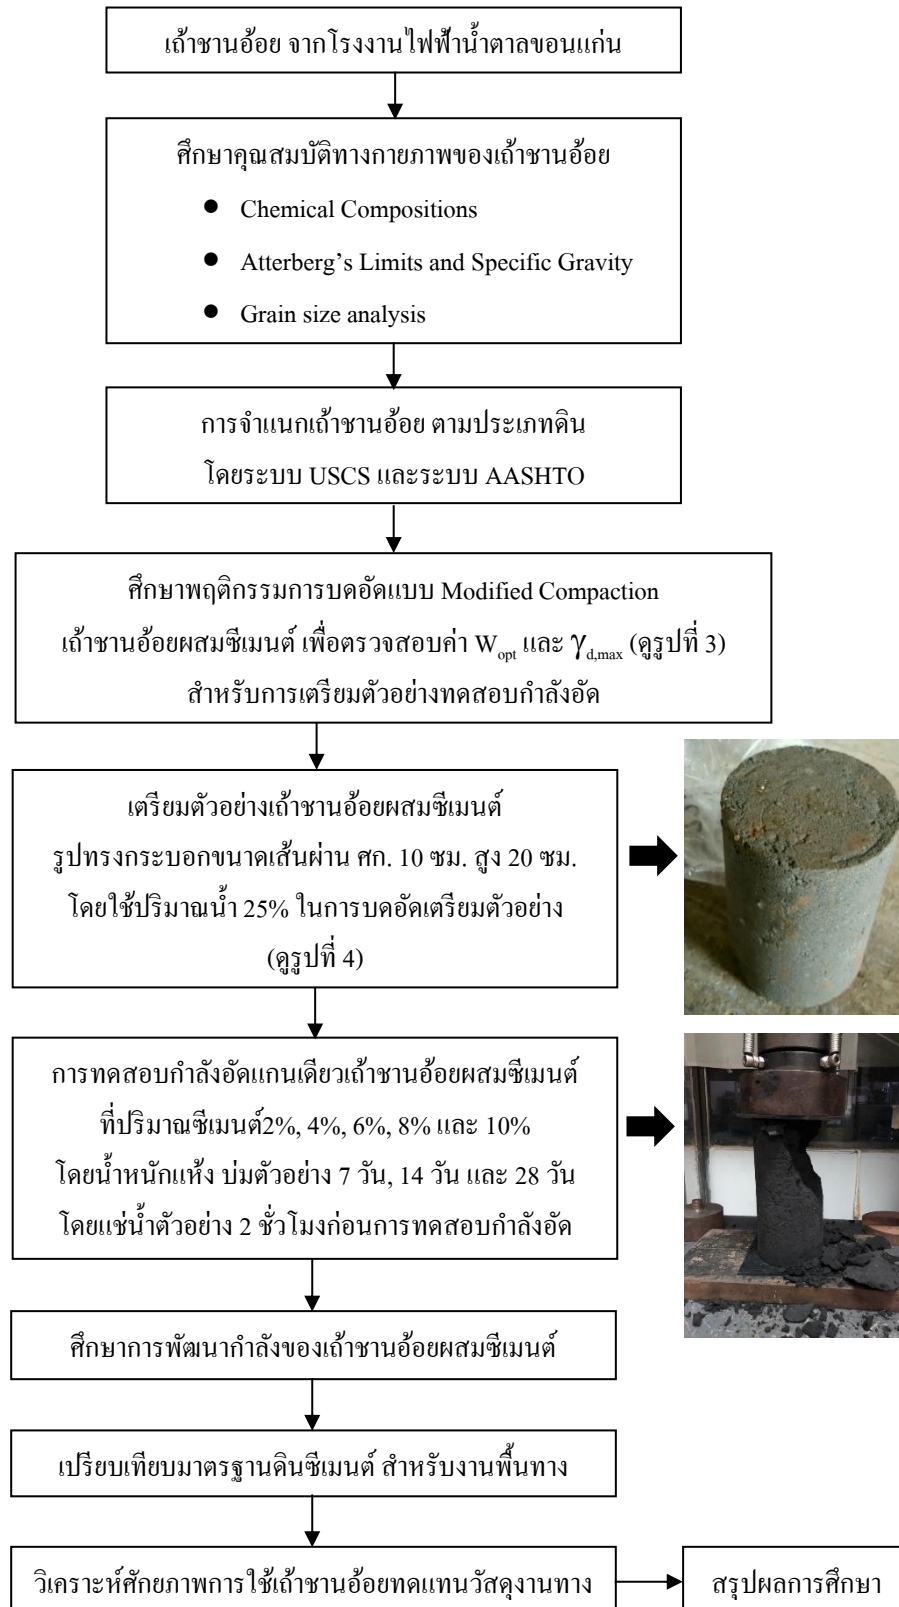 เถ้าชานอ้อย จากโรงงานไฟฟ้าน้ำตาลขอนแก่น
ศึกษาคุณสมบัติทางกายภาพของเถ้าชานอ้อย
● Chemical Compositions
● Atterberg’s Limits and Specific Gravity
● Grain size analysis
การจำแนกเถ้าชานอ้อย ตามประเภทดิน
โดยระบบ USCS และระบบ AASHTO
ศึกษาพฤติกรรมการบดอัดแบบ Modified Compaction
เถ้าชานอ้อยผสมซีเมนต์ เพื่อตรวจสอบค่า Wopt และ γd,max (ดูรูปที่ 3)
สำหรับการเตรียมตัวอย่างทดสอบกำลังอัด
เตรียมตัวอย่างเถ้าชานอ้อยผสมซีเมนต์
รูปทรงกระบอกขนาดเส้นผ่าน ศก. 10 ซม. สูง 20 ซม.
โดยใช้ปริมาณน้ำ 25% ในการบดอัดเตรียมตัวอย่าง
(ดูรูปที่ 4)
การทดสอบกำลังอัดแกนเดียวเถ้าชานอ้อยผสมซีเมนต์
ที่ปริมาณซีเมนต์2%, 4%, 6%, 8% และ 10%
โดยน้ำหนักแห้ง บ่มตัวอย่าง 7 วัน, 14 วัน และ 28 วัน
โดยแช่น้ำตัวอย่าง 2 ชั่วโมงก่อนการทดสอบกำลังอัด
ศึกษาการพัฒนากำลังของเถ้าชานอ้อยผสมซีเมนต์
เปรียบเทียบมาตรฐานดินซีเมนต์ สำหรับงานพื้นทาง
วิเคราะห์ศักยภาพการใช้เถ้าชานอ้อยทดแทนวัสดุงานทาง
สรุปผลการศึกษา